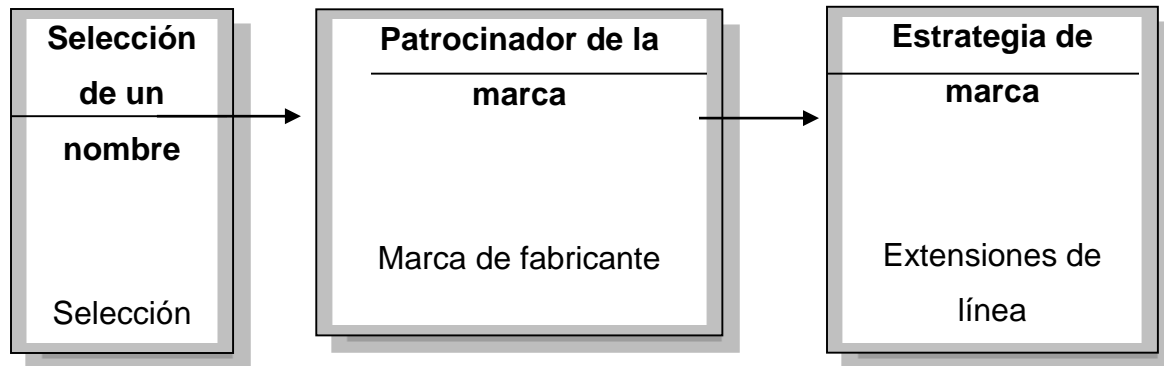 Selección
de un
nombre
Selección
Patrocinador de la
marca
Marca de fabricante
Estrategia de
marca
Extensiones de
línea